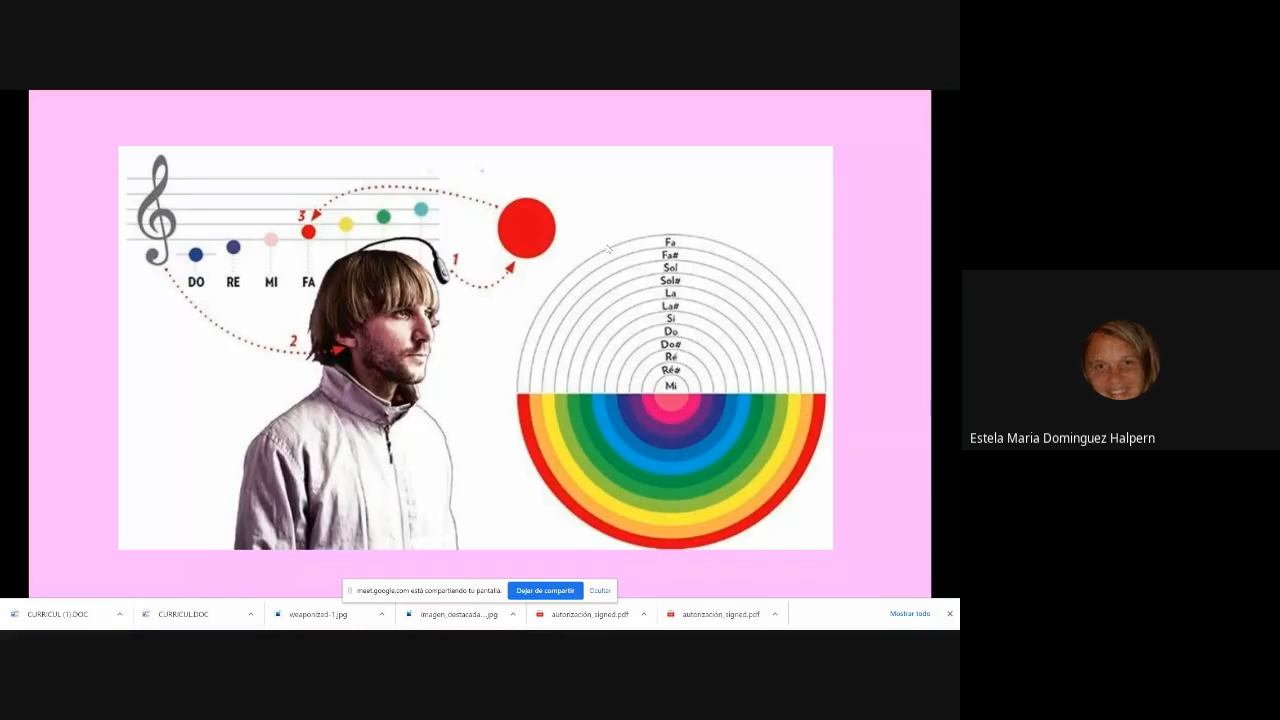 3
1
DO RE MI FA
2
Fa
Fa#
Sol
Sol#
La
La#
Si
Do
Do#
Ré
Ré#
Mi
Estela Maria Dominguez Halpern
meet.google.com está compartiendo tu pantalla. Dejar de compartir Ocultar
CURRICUL (1).DOC CURRICUL.DOC weaponized-1.jpg imagen_destacada....jpg autorización_signed.pdf autorización_signed.pdf Mostrar todo